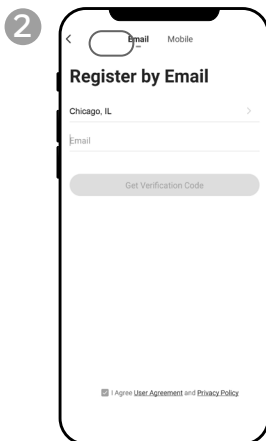 2
Email Mobile
Register by Email
Chicago, IL
Email
Get Verification Code
I Agree User Agreement and Privacy Policy